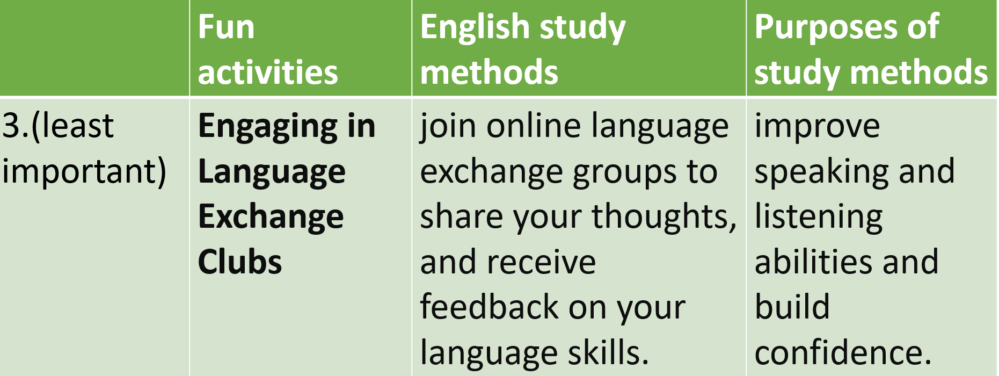 Fun
activities
English study
methods
Purposes of
study methods
3.(least
important)
Engaging in
Language
Exchange
Clubs
join online language
exchange groups to
share your thoughts,
and receive
feedback on your
language skills.
improve
speaking and
listening
abilities and
build
confidence.